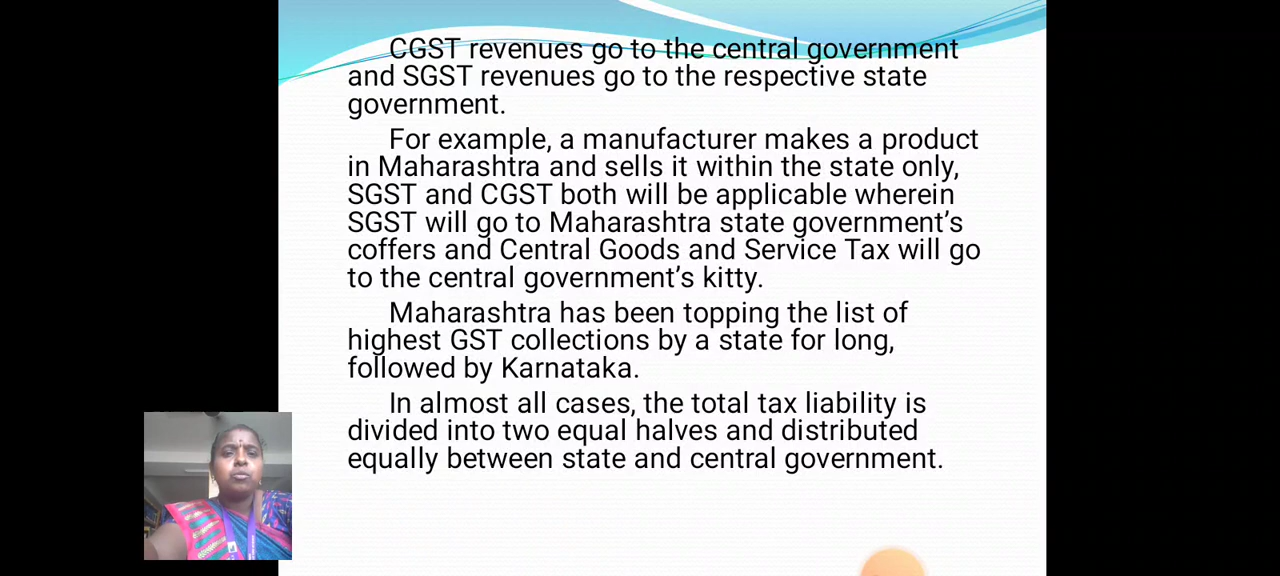 CGST revenues go to the central government
and SGST revenues go to the respective state
government.
For example, a manufacturer makes a product
in Maharashtra and sells it within the state only,
SGST and CGST both will be applicable wherein
SGST will go to Maharashtra state government’s
coffers and Central Goods and Service Tax will go
to the central government’s kitty.
Maharashtra has been topping the list of
highest GST collections by a state for long,
followed by Karnataka.
In almost all cases, the total tax liability is
divided into two equal halves and distributed
equally between state and central government.